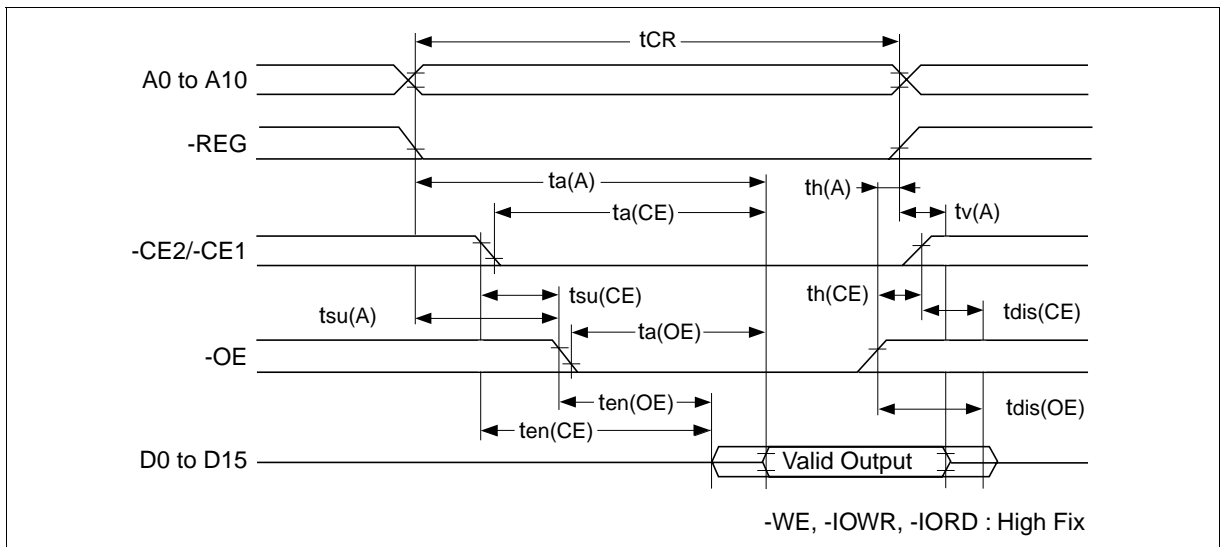 tCR
A0 to A10
-REG
ta(A)
th(A)
ta(CE)
tv(A)
-CE2/-CE1
tsu(CE)
th(CE)
tsu(A)
tdis(CE)
ta(OE)
-OE
ten(OE)
tdis(OE)
ten(CE)
D0 to D15
Valid Output
-WE, -IOWR, -IORD : High Fix